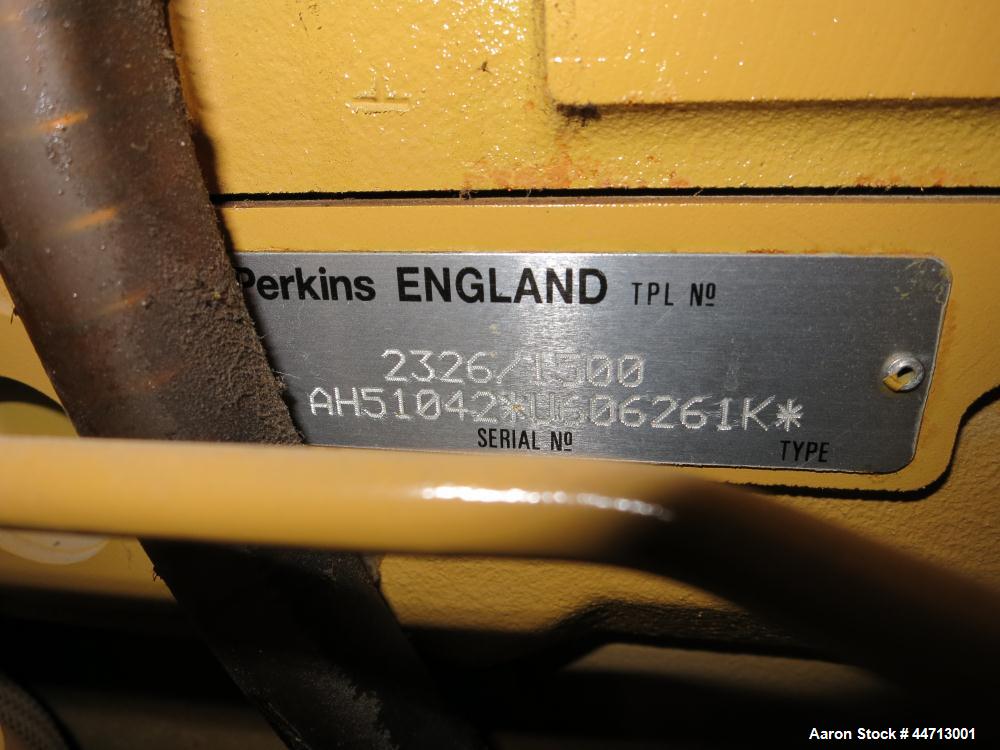 Perkins ENGLAND TPL Nº
2326/1500
AH51042*U606261K*
SERIAL Nº TYPE
Aaron Stock # 44713001